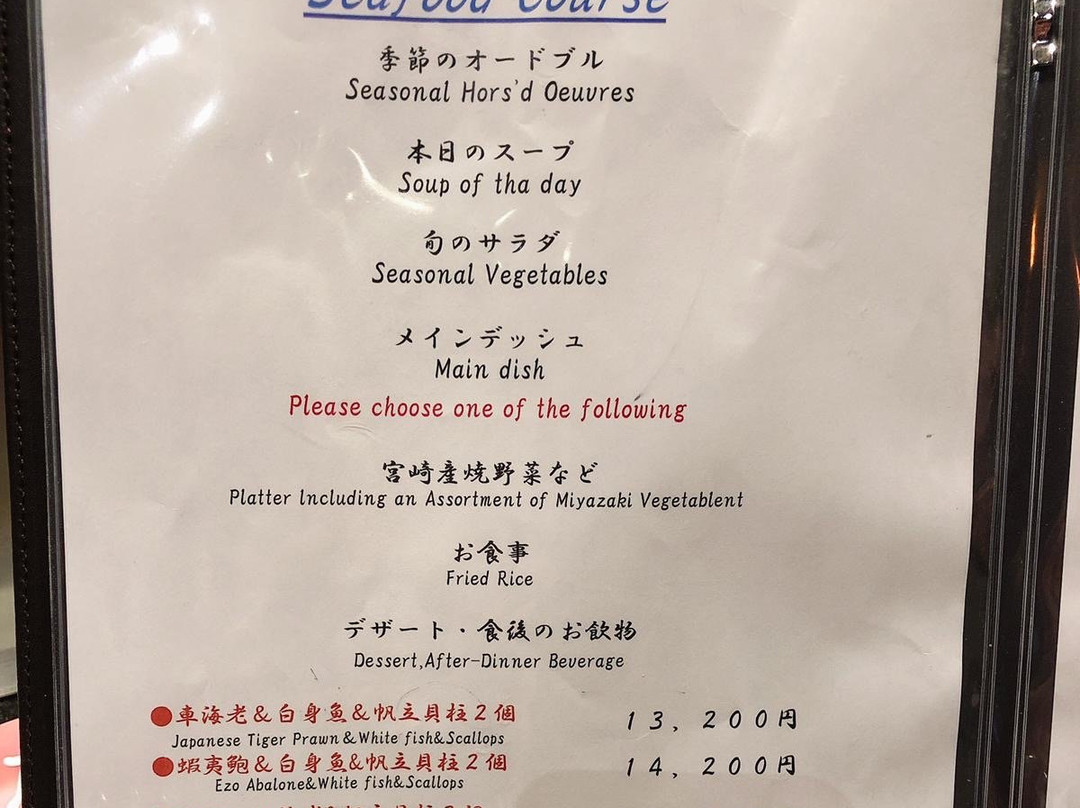 Seafood Course
季節のオードブル
Seasonal Hors'd Oeuvres
本日のスープ
Soup of tha day
旬のサラダ
Seasonal Vegetables
メインデッシュ
Main dish
Please choose one of the following
宮崎産焼野菜など
Platter lncluding an Assortment of Miyazaki Vegetablent
お食事
Fried Rice
デザート・食後のお飲物
Dessert,After-Dinner Beverage
●車海老&白身魚&帆立貝柱2個 13,200円
Japanese Tiger Prawn&White fish&Scallops
●蝦夷鮑&白身魚&帆立貝柱2個 14,200円
Ezo Abalone&White fish&Scallops